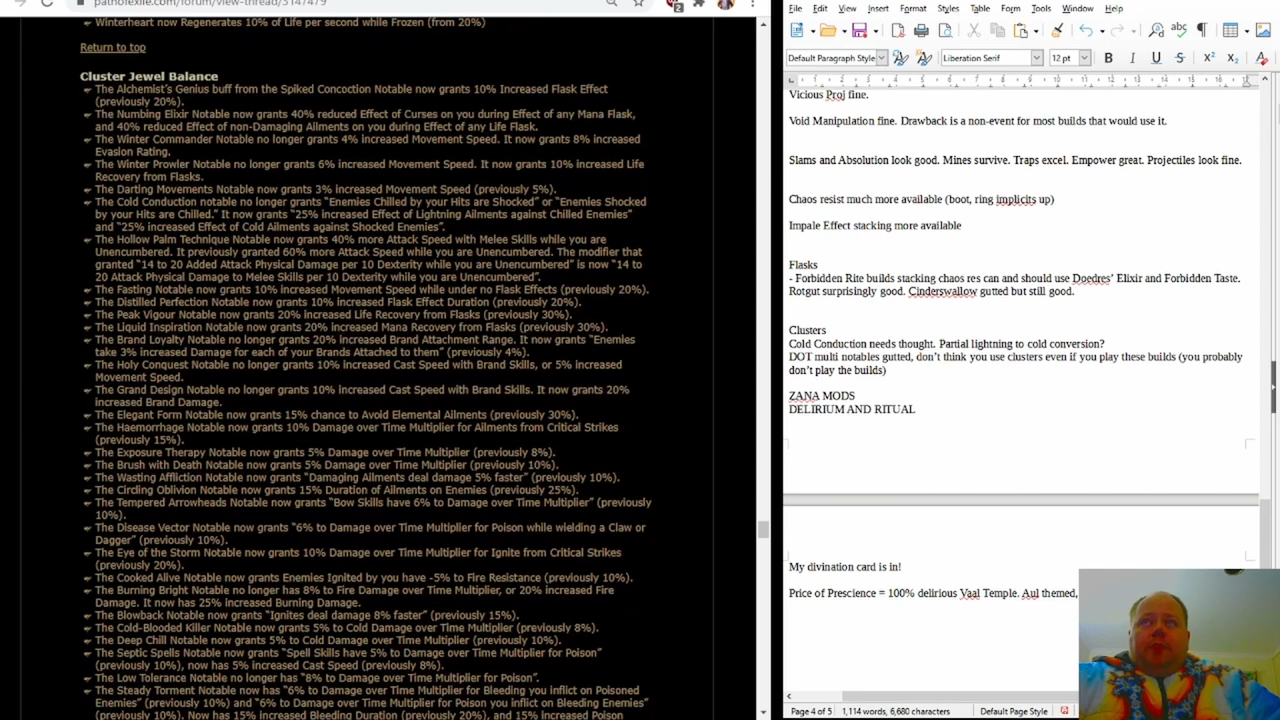 pathofexile.com/forum/view-thread/3147479
Winterheart now Regenerates 10% of Life per second while Frozen (from 20%)
Return to top
Cluster Jewel Balance
The Alchemist's Genius buff from the Spiked Concoction Notable now grants 10% Increased Flask Effect
(previously 20%).
The Numbing Elixir Notable now grants 40% reduced Effect of Curses on you during Effect of any Mana Flask,
and 40% reduced Effect of non-Damaging Ailments on you during Effect of any Life Flask.
The Winter Commander Notable no longer grants 4% increased Movement Speed. It now grants 8% increased
Evasion Rating.
The Winter Prowler Notable no longer grants 6% increased Movement Speed. It now grants 10% increased Life
Recovery from Flasks.
The Darting Movements Notable now grants 3% increased Movement Speed (previously 5%).
The Cold Conduction notable no longer grants “Enemies Chilled by your Hits are Shocked” or “Enemies Shocked
by your Hits are Chilled.” It now grants “25% increased Effect of Lightning Ailments against Chilled Enemies”
and “25% increased Effect of Cold Ailments against Shocked Enemies”.
The Hollow Palm Technique Notable now grants 40% more Attack Speed with Melee Skills while you are
Unencumbered. It previously granted 60% more Attack Speed while you are Unencumbered. The modifier that
granted “14 to 20 Added Attack Physical Damage per 10 Dexterity while you are Unencumbered” is now “14 to
20 Attack Physical Damage to Melee Skills per 10 Dexterity while you are Unencumbered”.
The Fasting Notable now grants 10% increased Movement Speed while under no Flask Effects (previously 20%).
The Distilled Perfection Notable now grants 10% increased Flask Effect Duration (previously 20%).
The Peak Vigour Notable now grants 20% increased Life Recovery from Flasks (previously 30%).
The Liquid Inspiration Notable now grants 20% increased Mana Recovery from Flasks (previously 30%).
The Brand Loyalty Notable no longer grants 20% increased Brand Attachment Range. It now grants “Enemies
take 3% increased Damage for each of your Brands Attached to them” (previously 4%).
The Holy Conquest Notable no longer grants 10% increased Cast Speed with Brand Skills, or 5% increased
Movement Speed.
The Grand Design Notable no longer grants 10% increased Cast Speed with Brand Skills. It now grants 20%
increased Brand Damage.
The Elegant Form Notable now grants 15% chance to Avoid Elemental Ailments (previously 30%).
The Haemorrhage Notable now grants 10% Damage over Time Multiplier for Ailments from Critical Strikes
(previously 15%).
The Exposure Therapy Notable now grants 5% Damage over Time Multiplier (previously 8%).
The Brush with Death Notable now grants 5% Damage over Time Multiplier (previously 10%).
The Wasting Affliction Notable now grants “Damaging Ailments deal damage 5% faster” (previously 10%).
The Circling Oblivion Notable now grants 15% Duration of Ailments on Enemies (previously 25%).
The Tempered Arrowheads Notable now grants “Bow Skills have 6% to Damage over Time Multiplier” (previously
10%).
The Disease Vector Notable now grants “6% to Damage over Time Multiplier for Poison while wielding a Claw or
Dagger” (previously 10%).
The Eye of the Storm Notable now grants 10% Damage over Time Multiplier for Ignite from Critical Strikes
(previously 20%).
The Cooked Alive Notable now grants Enemies Ignited by you have -5% to Fire Resistance (previously 10%).
The Burning Bright Notable no longer has 8% to Fire Damage over Time Multiplier, or 20% increased Fire
Damage. It now has 25% increased Burning Damage.
The Blowback Notable now grants “Ignites deal damage 8% faster” (previously 15%).
The Cold-Blooded Killer Notable now grants 5% to Cold Damage over Time Multiplier (previously 8%).
The Deep Chill Notable now grants 5% to Cold Damage over Time Multiplier (previously 10%).
The Septic Spells Notable now grants “Spell Skills have 5% to Damage over Time Multiplier for Poison”
(previously 10%), now has 5% increased Cast Speed (previously 8%).
The Low Tolerance Notable no longer has “8% to Damage over Time Multiplier for Poison”.
The Steady Torment Notable now has “6% to Damage over Time Multiplier for Bleeding you inflict on Poisoned
Enemies” (previously 10%) and “6% to Damage over Time Multiplier for Poison you inflict on Bleeding Enemies”
(previously 10%). Now has 15% increased Bleeding Duration (previously 20%), and 15% increased Poison
File Edit View Insert Format Styles Table Form Tools Window Help
Default Paragraph Style Liberation Serif 12 pt
Vicious Proj fine.
Void Manipulation fine. Drawback is a non-event for most builds that would use it.
Slams and Absolution look good. Mines survive. Traps excel. Empower great. Projectiles look fine.
Chaos resist much more available (boot, ring implicits up)
Impale Effect stacking more available
Flasks
- Forbidden Rite builds stacking chaos res can and should use Doedres’ Elixir and Forbidden Taste.
Rotgut surprisingly good. Cinderswallow gutted but still good.
Clusters
Cold Conduction needs thought. Partial lightning to cold conversion?
DOT multi notables gutted, don’t think you use clusters even if you play these builds (you probably
don’t play the builds)
ZANA MODS
DELIRIUM AND RITUAL
My divination card is in!
Price of Prescience = 100% delirious Vaal Temple. Aul themed,
Page 4 of 5 1,114 words, 6,680 characters Default Page Style